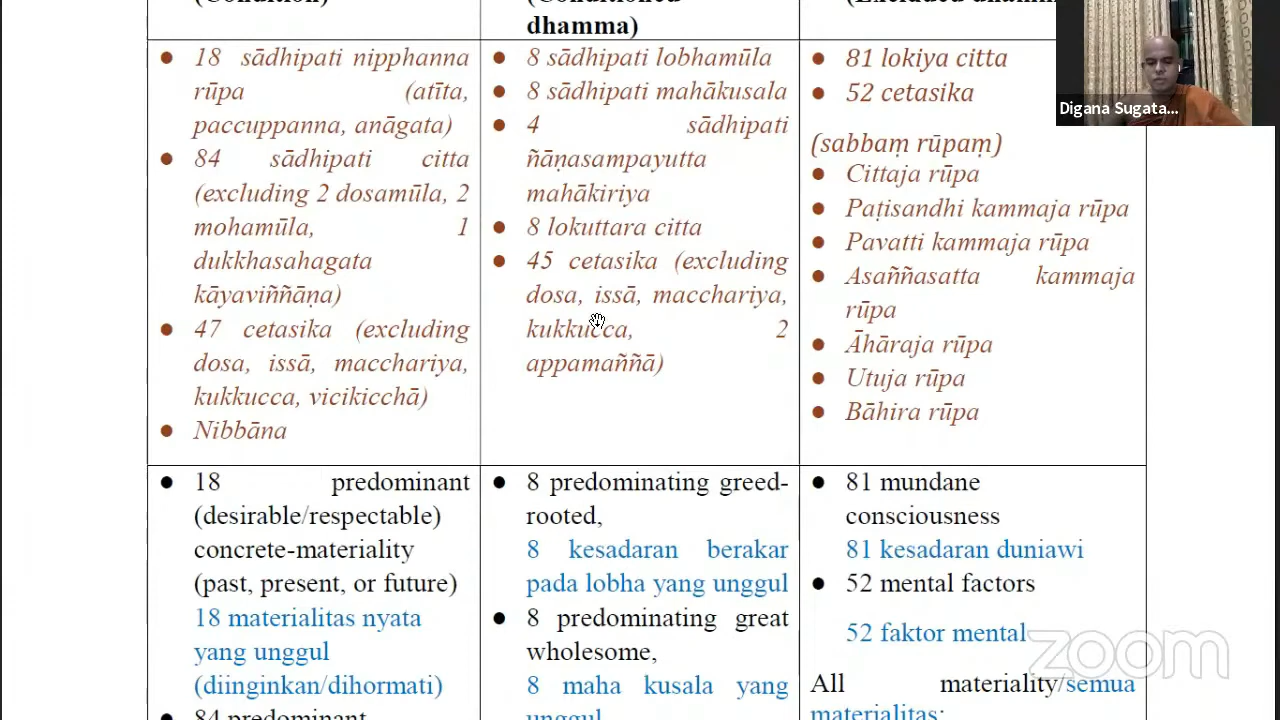 (Condition)
(Conditioned
dhamma)
18 sādhipati nipphanna
rūpa (atīta,
paccuppanna, anāgata)
● 84 sādhipati citta
(excluding 2 dosamūla, 2
mohamūla, 1
dukkhasahagata
kāyaviññāṇa)
● 47 cetasika (excluding
dosa, issā, macchariya,
kukkucca, vicikicchā)
● Nibbāna
● 8 sādhipati lobhamūla
● 8 sādhipati mahākusala
● 4 sādhipati
ñāṇasampayutta
mahākiriya
● 8 lokuttara citta
● 45 cetasika (excluding
dosa, issā, macchariya,
kukkucca, 2
appamaññā)
● 81 lokiya citta
● 52 cetasika
(sabbaṃ rūpaṃ)
● Cittaja rūpa
● Paṭisandhi kammaja rūpa
● Pavatti kammaja rūpa
● Asaññasatta kammaja
rūpa
● Āhāraja rūpa
● Utuja rūpa
● Bāhira rūpa
● 18 predominant
(desirable/respectable)
concrete-materiality
(past, present, or future)
18 materialitas nyata
yang unggul
(diinginkan/dihormati)
● 84 predominant
● 8 predominating greed-
rooted,
8 kesadaran berakar
pada lobha yang unggul
● 8 predominating great
wholesome,
8 maha kusala yang
unggul
● 81 mundane
consciousness
81 kesadaran duniawi
● 52 mental factors
52 faktor mental
All materiality/semua
materialitas:
Digana Sugata...
zoom